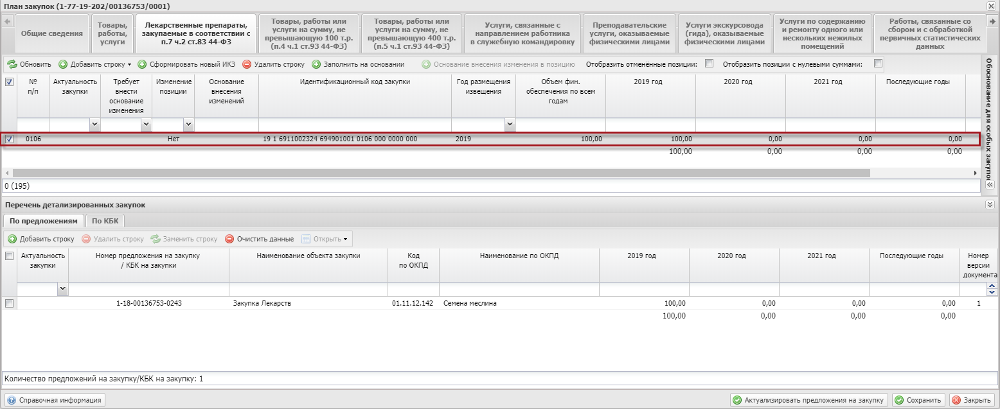 План закупок (1-77-19-202/00136753/0001)
Общие сведения
Товары,
работы,
услуги
Лекарственные препараты,
закупаемые в соответствии с
п.7 ч.2 ст.83 44-ФЗ
Товары, работы или
услуги на сумму, не
превышающую 100 т.р.
(п.4 ч.1 ст.93 44-ФЗ)
Товары, работы или
услуги на сумму, не
превышающую 400 т.р.
(п.5 ч.1 ст.93 44-ФЗ)
Услуги, связанные с
направлением работника
в служебную командировку
Преподавательские
услуги, оказываемые
физическими лицами
Услуги экскурсовода
(гида), оказываемые
физическими лицами
Услуги по содержанию
и ремонту одного или
нескольких нежилых
помещений
Работы, связанные со
сбором и с обработкой
первичных статистических
данных
Обновить Добавить строку Сформировать новый ИКЗ Удалить строку Заполнить на основании Основание внесения изменения в позицию Отобразить отменённые позиции: Отобразить позиции с нулевыми суммами:
Обоснование для особых закупо
№
п/п
Актуальность
закупки
Требует
внести
основание
изменения
Изменение
позиции
Основание
внесения
изменений
Идентификационный код закупки
Год размещения
извещения
Объем фин.
обеспечения по всем
годам
2019 год
2020 год
2021 год
Последующие годы
0106 Нет 19 1 6911002324 694901001 0106 000 0000 000 2019 100,00 100,00 0,00 0,00 0,00
100,00 0,00 0,00 0,00
0 (195)
Перечень детализированных закупок
По предложениям По КБК
Добавить строку Удалить строку Заменить строку Очистить данные Открыть
Актуальность
закупки
Номер предложения на закупку
/ КБК на закупки
Наименование объекта закупки
Код
по ОКПД
Наименование по ОКПД
2019 год
2020 год
2021 год
Последующие годы
Номер
версии
документа
1-18-00136753-0243 Закупка Лекарств 01.11.12.142 Семена меслина 100,00 0,00 0,00 0,00 1
100,00 0,00 0,00 0,00
Количество предложений на закупку/КБК на закупку: 1
Справочная информация Актуализировать предложения на закупку Сохранить Закрыть